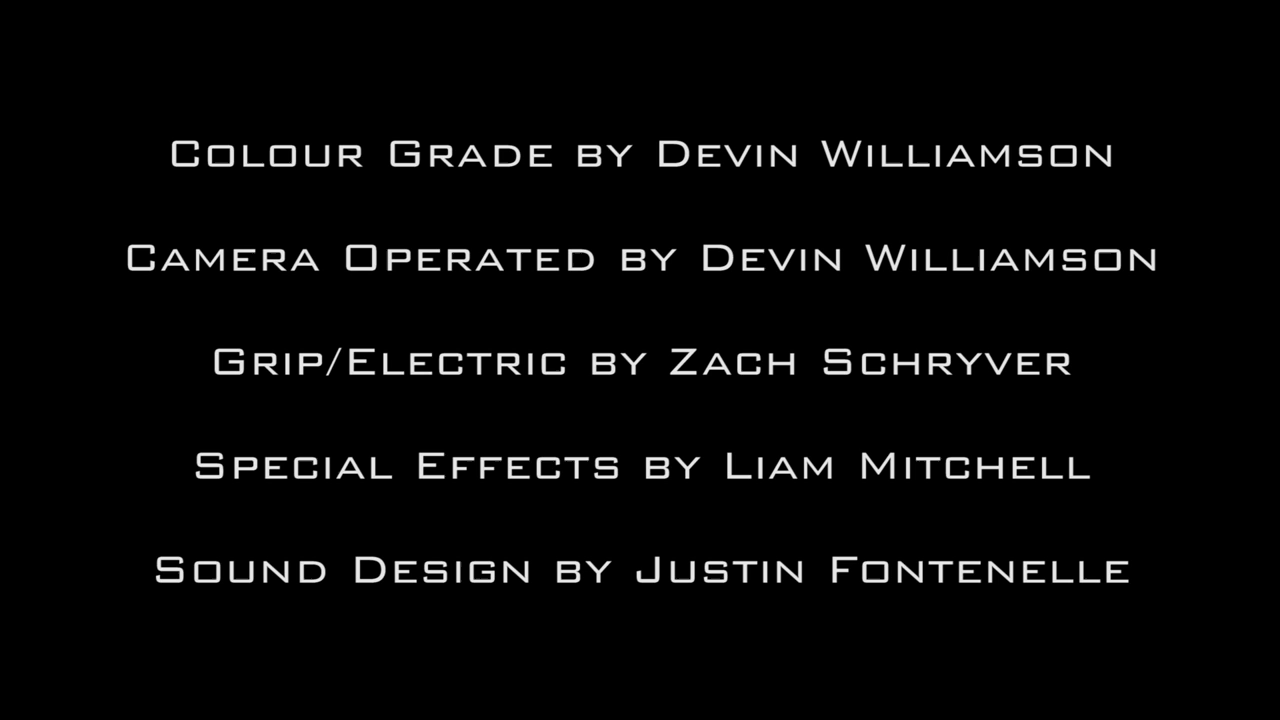 Colour Grade by Devin Williamson
Camera Operated by Devin Williamson
Grip/Electric by Zach Schryver
Special Effects by Liam Mitchell
Sound Design by Justin Fontenelle